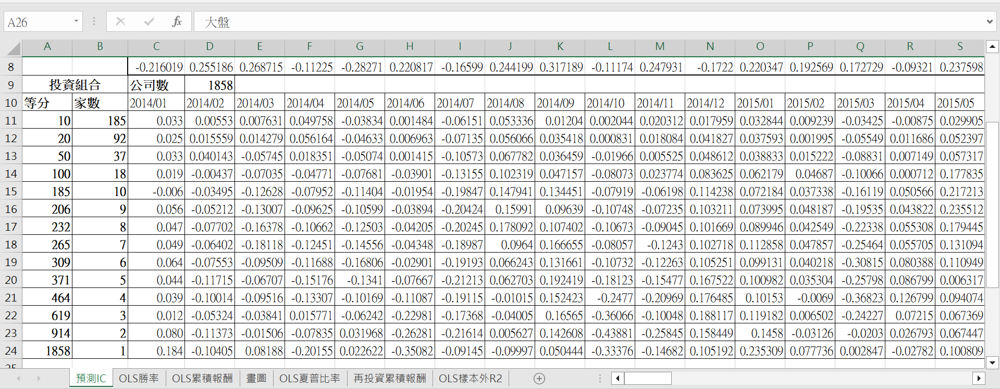 A26 fx 大盤
A B C D E F G H I J K L M N O P Q R S
8 -0.216019 0.255186 0.268715 -0.11225 -0.28271 0.220817 -0.16599 0.244199 0.317189 -0.11174 0.247931 -0.1722 0.220347 0.192569 0.172729 -0.09321 0.237598
9 投資組合 公司數 1858
10 等分 家數 2014/01 2014/02 2014/03 2014/04 2014/05 2014/06 2014/07 2014/08 2014/09 2014/10 2014/11 2014/12 2015/01 2015/02 2015/03 2015/04 2015/05
11 10 185 0.033 0.00553 0.007631 0.049758 -0.03834 0.001484 -0.06151 0.053336 0.01204 0.002044 0.020312 0.017959 0.032844 0.009239 -0.03425 -0.00875 0.029905
12 20 92 0.025 0.015559 0.014279 0.056164 -0.04633 0.006963 -0.07135 0.056066 0.035418 0.000831 0.018084 0.041827 0.037593 0.001995 -0.05549 0.011686 0.052397
13 50 37 0.033 0.040143 -0.05745 0.018351 -0.05074 0.001415 -0.10573 0.067782 0.036459 -0.01966 0.005525 0.048612 0.038833 0.015222 -0.08831 0.007149 0.057317
14 100 18 0.019 -0.00437 -0.07035 -0.04771 -0.07681 -0.03901 -0.13155 0.102319 0.047157 -0.08073 0.023774 0.083625 0.062179 0.04687 -0.10066 0.000712 0.177835
15 185 10 -0.006 -0.03495 -0.12628 -0.07952 -0.11404 -0.01954 -0.19847 0.147941 0.134451 -0.07919 -0.06198 0.114238 0.072184 0.037338 -0.16119 0.050566 0.217213
16 206 9 0.056 -0.05212 -0.13007 -0.09625 -0.10599 -0.03894 -0.20424 0.15991 0.09639 -0.10748 -0.07235 0.103211 0.073995 0.048187 -0.19535 0.043822 0.235512
17 232 8 0.047 -0.07702 -0.16378 -0.10662 -0.12503 -0.04205 -0.20245 0.178092 0.107402 -0.10673 -0.09045 0.101669 0.089946 0.042549 -0.22338 0.055308 0.179445
18 265 7 0.049 -0.06402 -0.18118 -0.12451 -0.14556 -0.04348 -0.18987 0.0964 0.166655 -0.08057 -0.1243 0.102718 0.112858 0.047857 -0.25464 0.055705 0.131094
19 309 6 0.064 -0.07553 -0.09509 -0.11688 -0.16806 -0.02901 -0.19193 0.066243 0.131661 -0.10732 -0.12263 0.105251 0.099131 0.040218 -0.30815 0.080388 0.110949
20 371 5 0.044 -0.11715 -0.06707 -0.15176 -0.1341 -0.07667 -0.21213 0.062703 0.192419 -0.18123 -0.15477 0.167522 0.100982 0.035304 -0.25798 0.086799 0.006317
21 464 4 0.039 -0.10014 -0.09516 -0.13307 -0.10169 -0.11087 -0.19115 -0.01015 0.152423 -0.2477 -0.20969 0.176485 0.10153 -0.0069 -0.36823 0.126799 0.094074
22 619 3 0.012 -0.05324 -0.03841 0.015771 -0.06242 -0.22981 -0.17368 -0.04005 0.16565 -0.36066 -0.10048 0.188117 0.119182 0.006502 -0.24227 0.07215 0.067369
23 914 2 0.080 -0.11373 -0.01506 -0.07835 0.031968 -0.26281 -0.21614 0.005627 0.142608 -0.43881 -0.25845 0.158449 0.1458 -0.03126 -0.0203 0.026793 0.067447
24 1858 1 0.184 -0.10405 0.08188 -0.20155 0.022622 -0.35082 -0.09145 -0.09997 0.050444 -0.33376 -0.14682 0.105192 0.235309 0.077736 0.002847 -0.02782 0.100809
25
預測IC OLS勝率 OLS累積報酬 畫圖 OLS夏普比率 再投資累積報酬 OLS樣本外R2